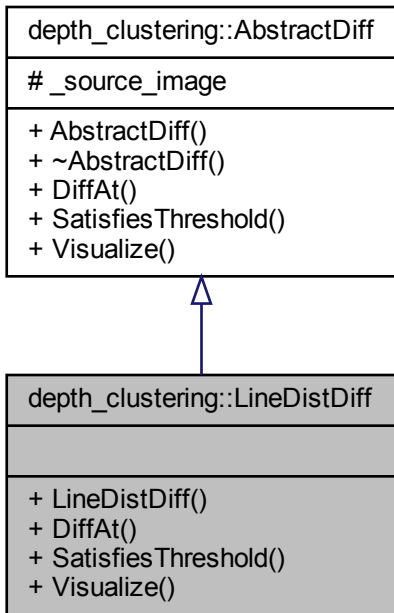 depth_clustering::AbstractDiff
# _source_image
+ AbstractDiff()
+ ~AbstractDiff()
+ DiffAt()
+ SatisfiesThreshold()
+ Visualize()
depth_clustering::LineDistDiff
+ LineDistDiff()
+ DiffAt()
+ SatisfiesThreshold()
+ Visualize()